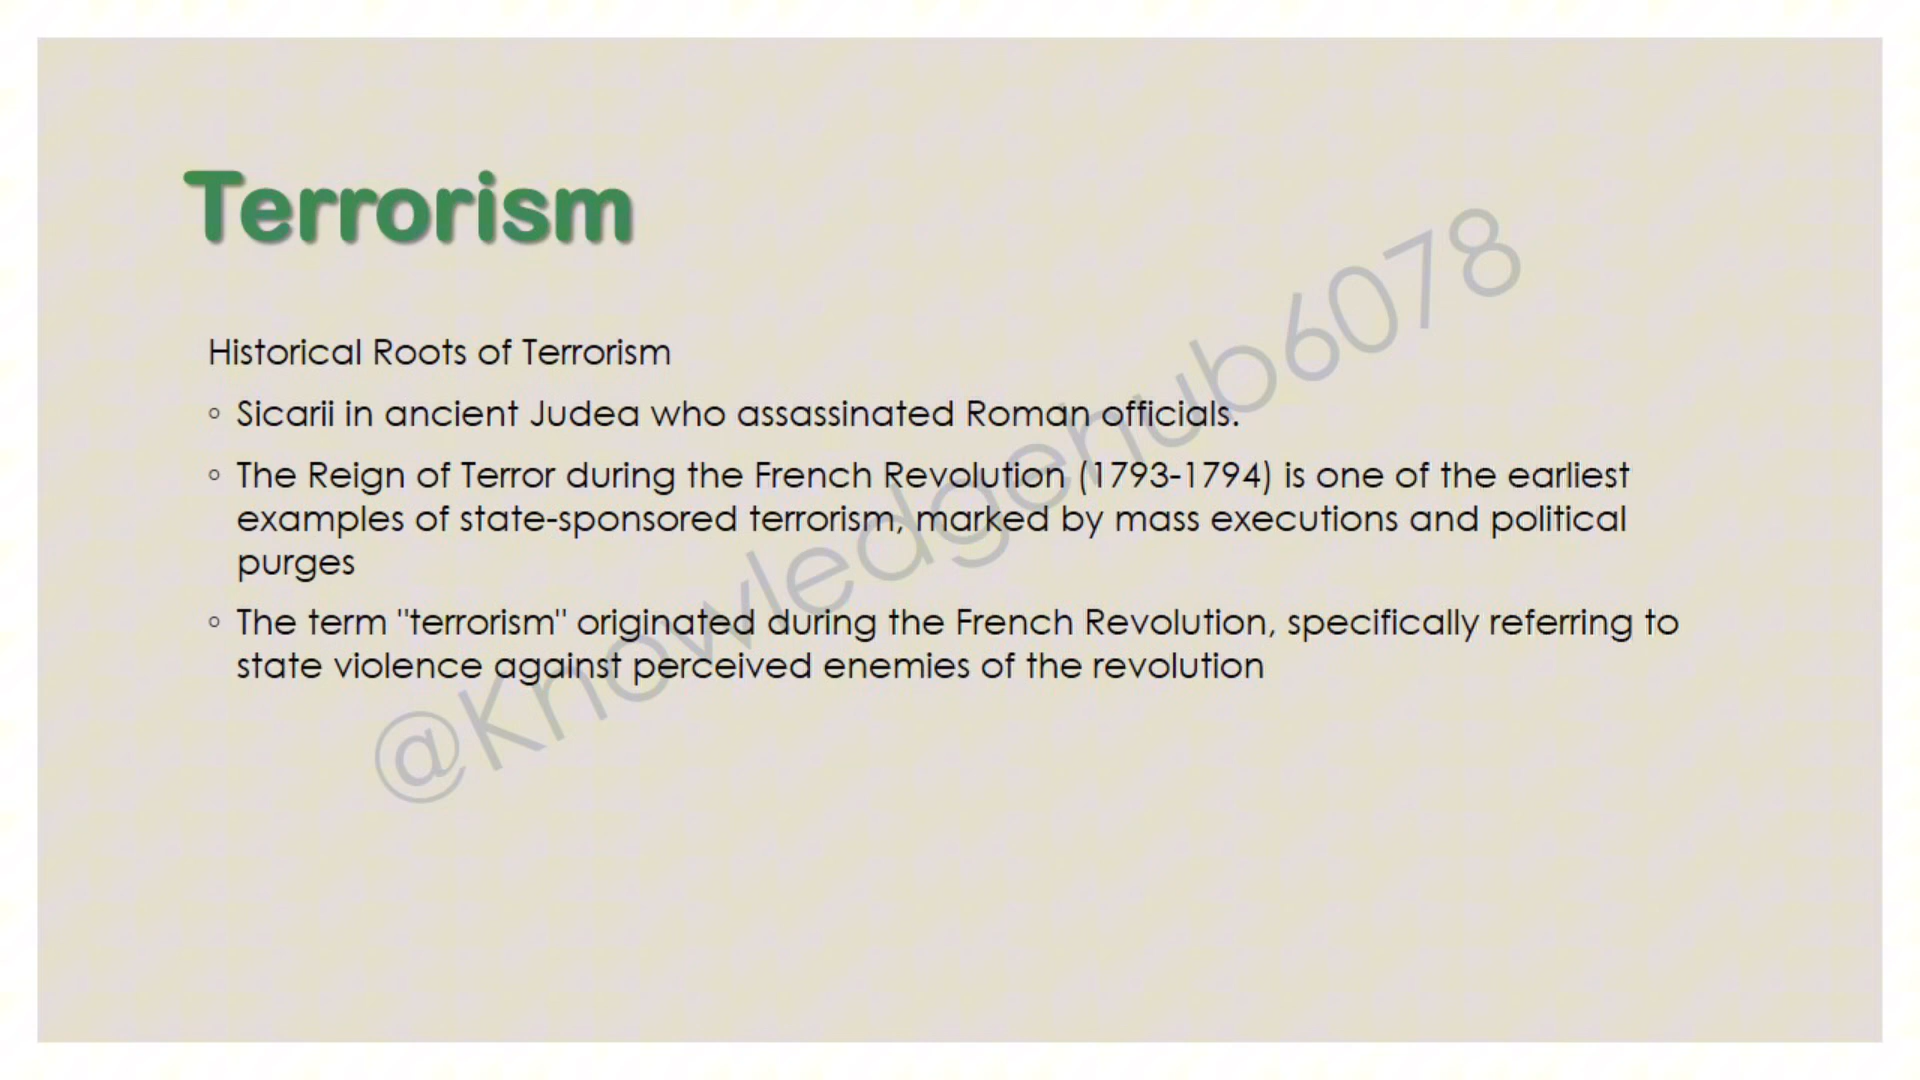 Terrorism
Historical Roots of Terrorism
◦ Sicarii in ancient Judea who assassinated Roman officials.
◦ The Reign of Terror during the French Revolution (1793-1794) is one of the earliest
examples of state-sponsored terrorism, marked by mass executions and political
purges
◦ The term "terrorism" originated during the French Revolution, specifically referring to
state violence against perceived enemies of the revolution
@Knowledgehub6078